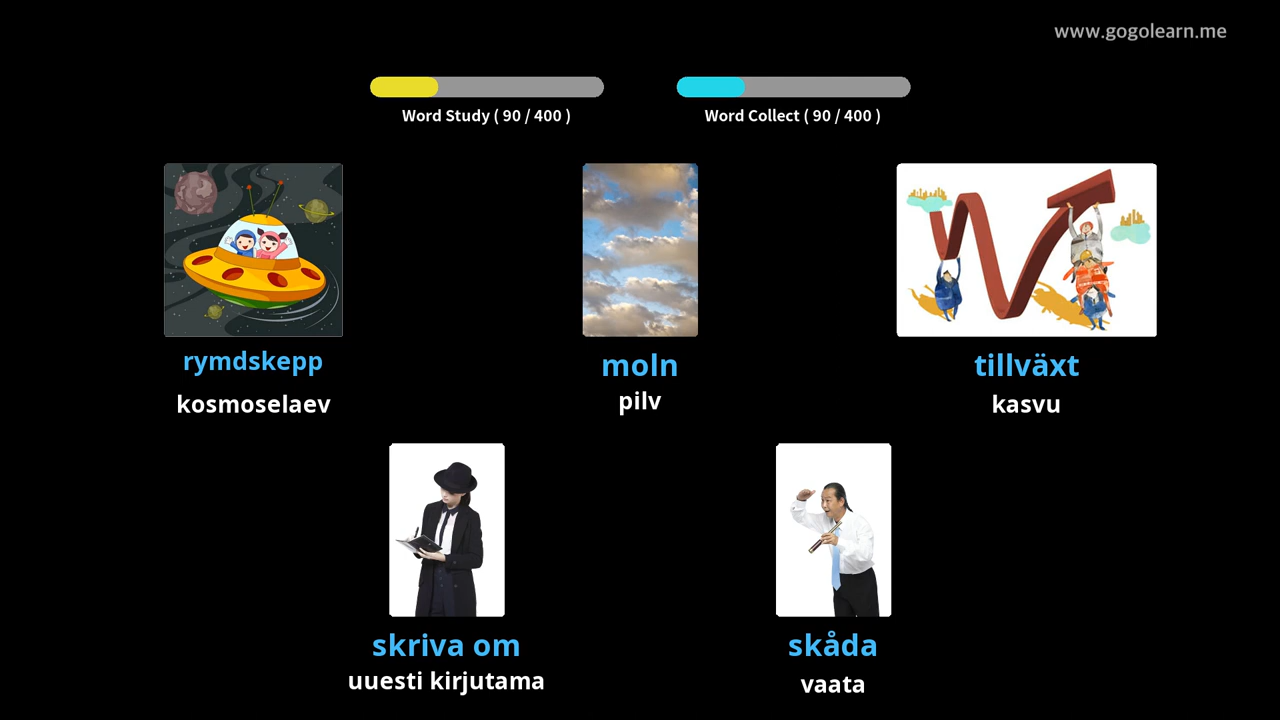 www.gogolearn.me
Word Study ( 90 / 400 )
Word Collect ( 90 / 400 )
rymdskepp
kosmoselaev
moln
pilv
tillväxt
kasvu
skriva om
uuesti kirjutama
skåda
vaata